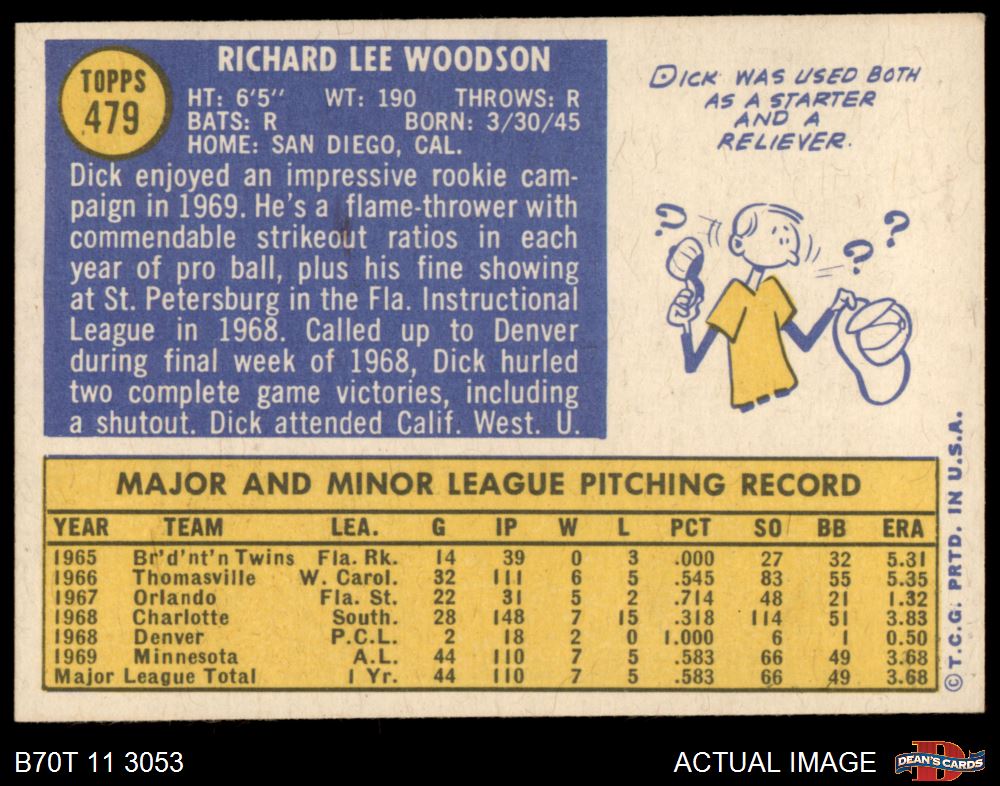 TOPPS
479
RICHARD LEE WOODSON
HT: 6'5" WT: 190 THROWS: R
BATS: R BORN: 3/30/45
HOME: SAN DIEGO, CAL.
Dick enjoyed an impressive rookie cam-
paign in 1969. He's a flame-thrower with
commendable strikeout ratios in each
year of pro ball, plus his fine showing
at St. Petersburg in the Fla. Instructional
League in 1968. Called up to Denver
during final week of 1968, Dick hurled
two complete game victories, including
a shutout. Dick attended Calif. West. U.
DICK WAS USED BOTH
AS A STARTER
AND A
RELIEVER.
? ? ?
MAJOR AND MINOR LEAGUE PITCHING RECORD
YEAR TEAM LEA. G IP W L PCT SO BB ERA
1965 Br'd'nt'n Twins Fla. Rk. 14 39 0 3 .000 27 32 5.31
1966 Thomasville W. Carol. 32 111 6 5 .545 83 55 5.35
1967 Orlando Fla. St. 22 31 5 2 .714 48 21 1.32
1968 Charlotte South. 28 148 7 15 .318 114 51 3.83
1968 Denver P.C.L. 2 18 2 0 1.000 6 1 0.50
1969 Minnesota A.L. 44 110 7 5 .583 66 49 3.68
Major League Total 1 Yr. 44 110 7 5 .583 66 49 3.68
© T.C.G. PRTD. IN U.S.A.
B70T 11 3053
ACTUAL IMAGE
D
DEAN'S CARDS